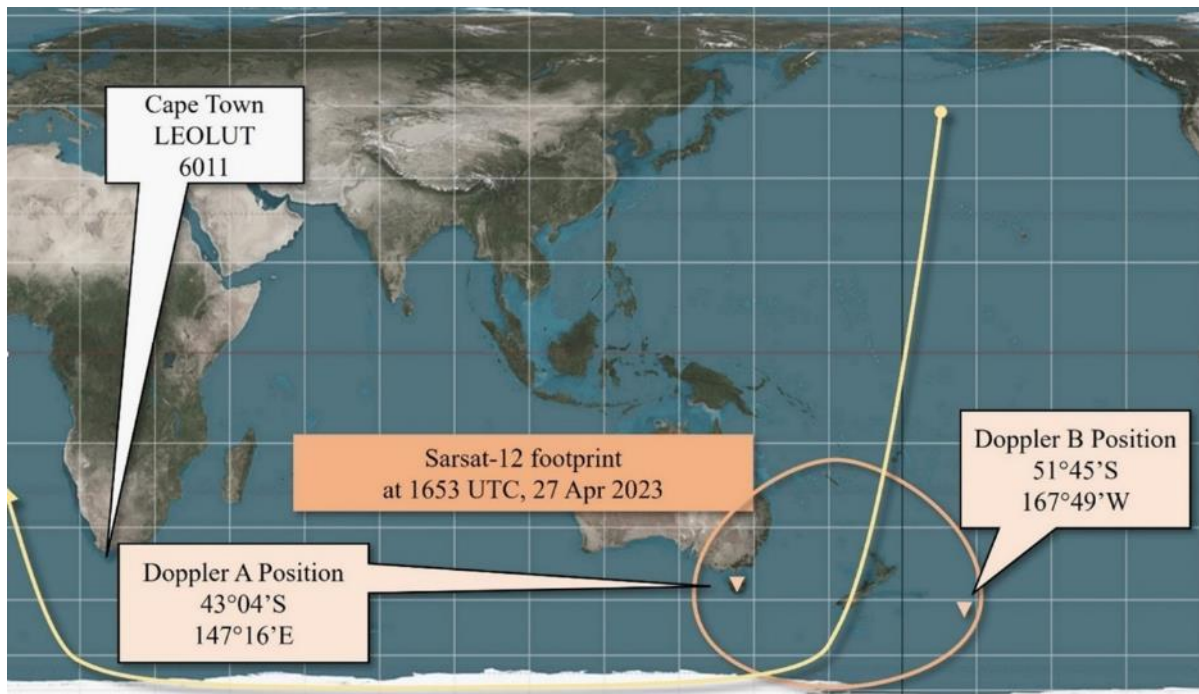 Cape Town
LEOLUT
6011
Sarsat-12 footprint
at 1653 UTC, 27 Apr 2023
Doppler B Position
51°45’S
167°49’W
Doppler A Position
43°04’S
147°16’E